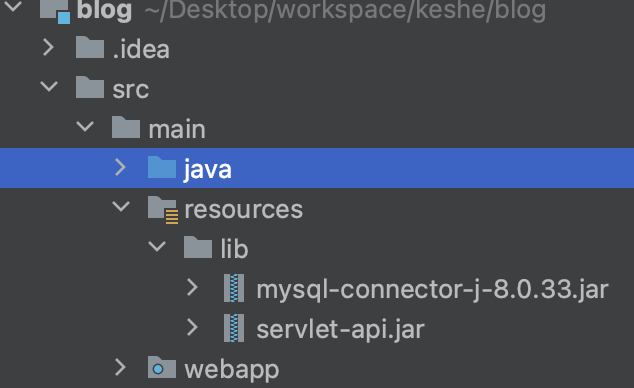 blog ~/Desktop/workspace/keshe/blog
.idea
src
main
java
resources
lib
mysql-connector-j-8.0.33.jar
servlet-api.jar
webapp